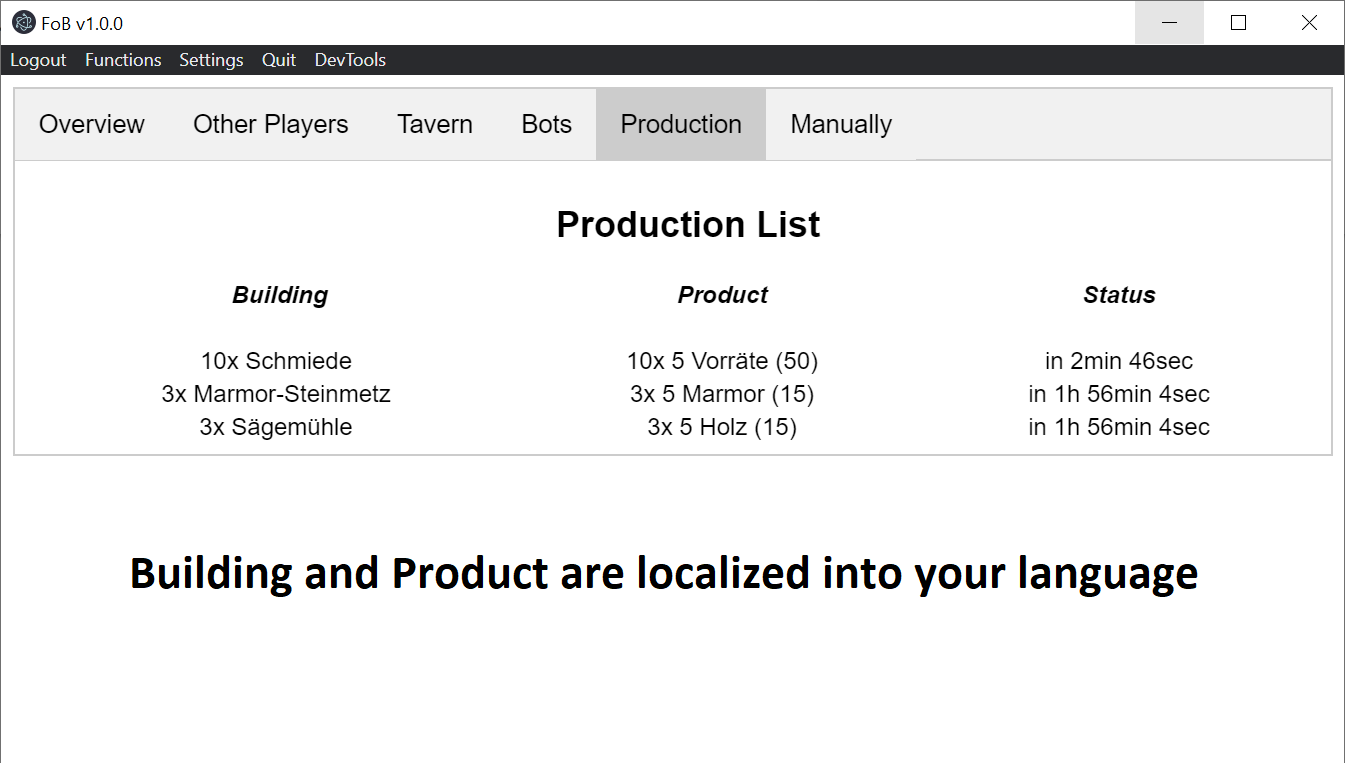 FoB v1.0.0
Logout Functions Settings Quit DevTools
Overview Other Players Tavern Bots Production Manually
Production List
Building Product Status
10x Schmiede 10x 5 Vorräte (50) in 2min 46sec
3x Marmor-Steinmetz 3x 5 Marmor (15) in 1h 56min 4sec
3x Sägemühle 3x 5 Holz (15) in 1h 56min 4sec
Building and Product are localized into your language